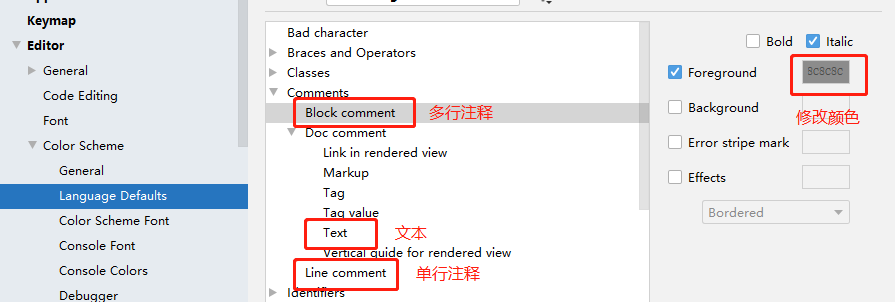 Keymap
Editor
General
Code Editing
Font
Color Scheme
General
Language Defaults
Color Scheme Font
Console Font
Console Colors
Debugger
Bad character
Braces and Operators
Classes
Comments
Block comment 多行注释
Doc comment
Link in rendered view
Markup
Tag
Tag value
Text 文本
Vertical guide for rendered view
Line comment 单行注释
Identifiers
Bold Italic
Foreground 8C8C8C
Background
修改颜色
Error stripe mark
Effects
Bordered